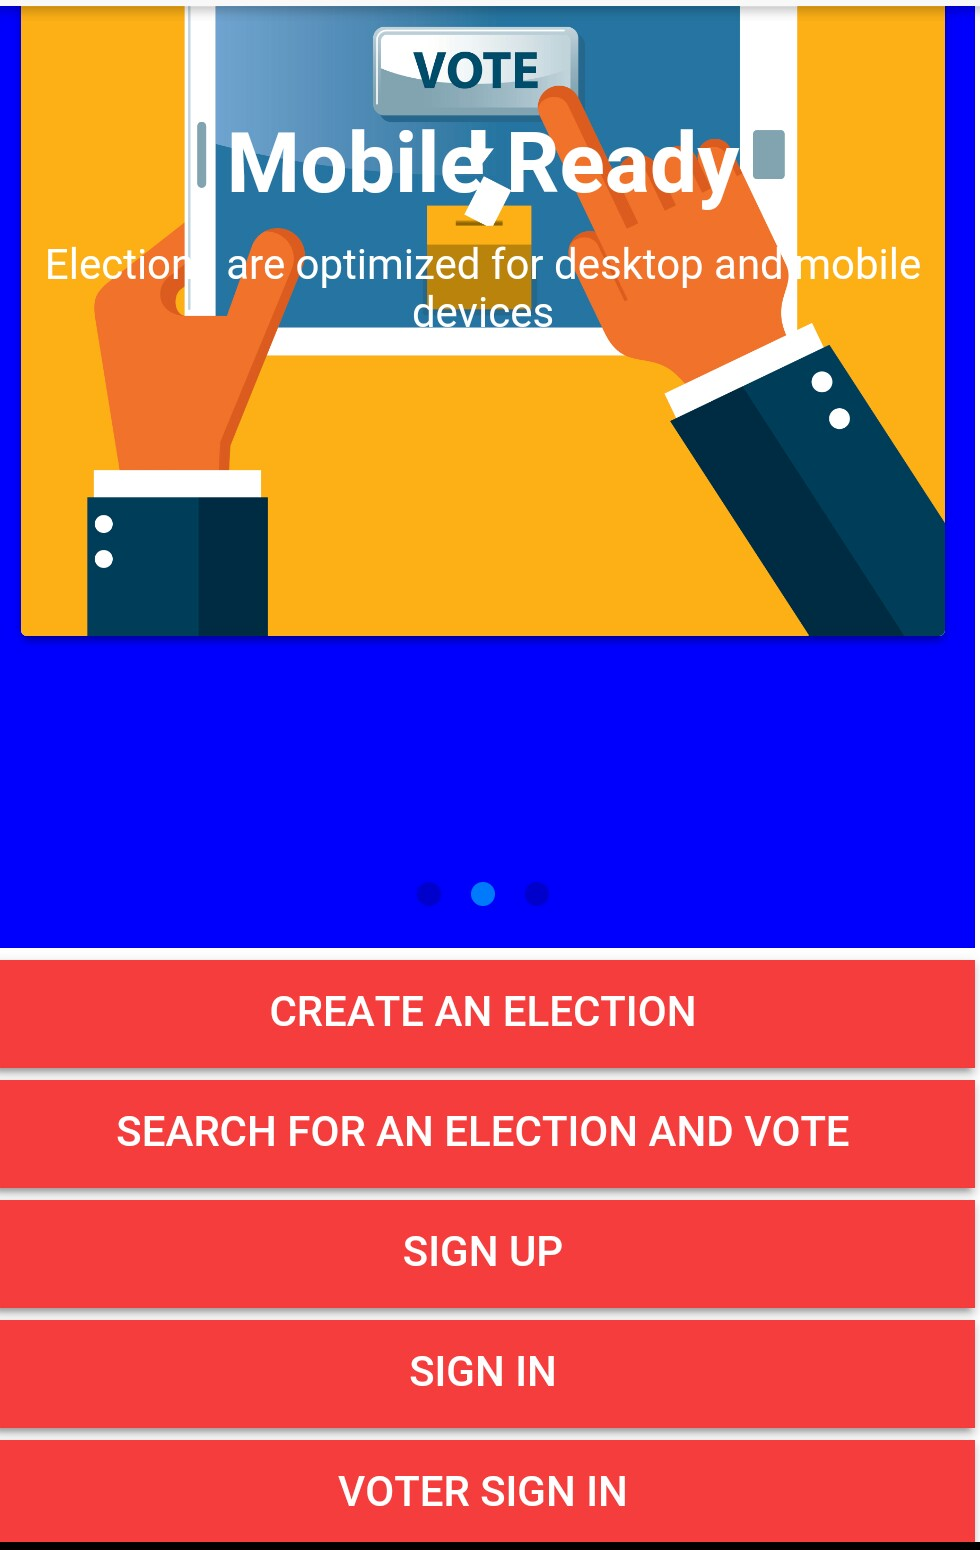 VOTE
Mobile Ready
Elections are optimized for desktop and mobile
devices
CREATE AN ELECTION
SEARCH FOR AN ELECTION AND VOTE
SIGN UP
SIGN IN
VOTER SIGN IN